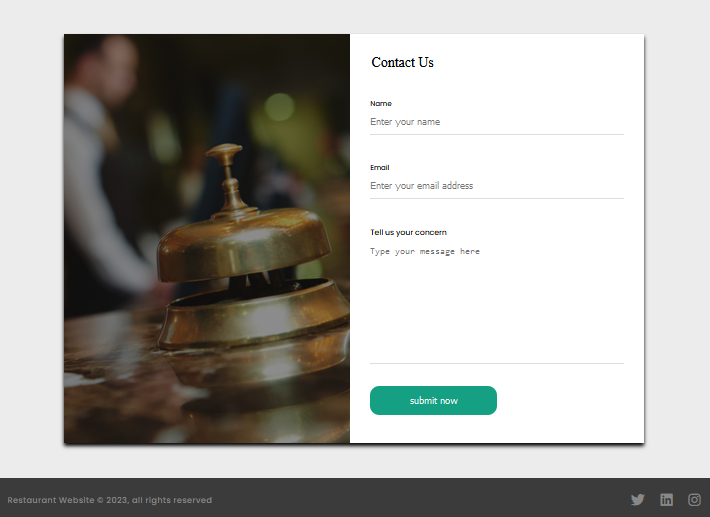 Contact Us
Name
Enter your name
Email
Enter your email address
Tell us your concern
Type your message here
submit now
Restaurant Website © 2023, all rights reserved